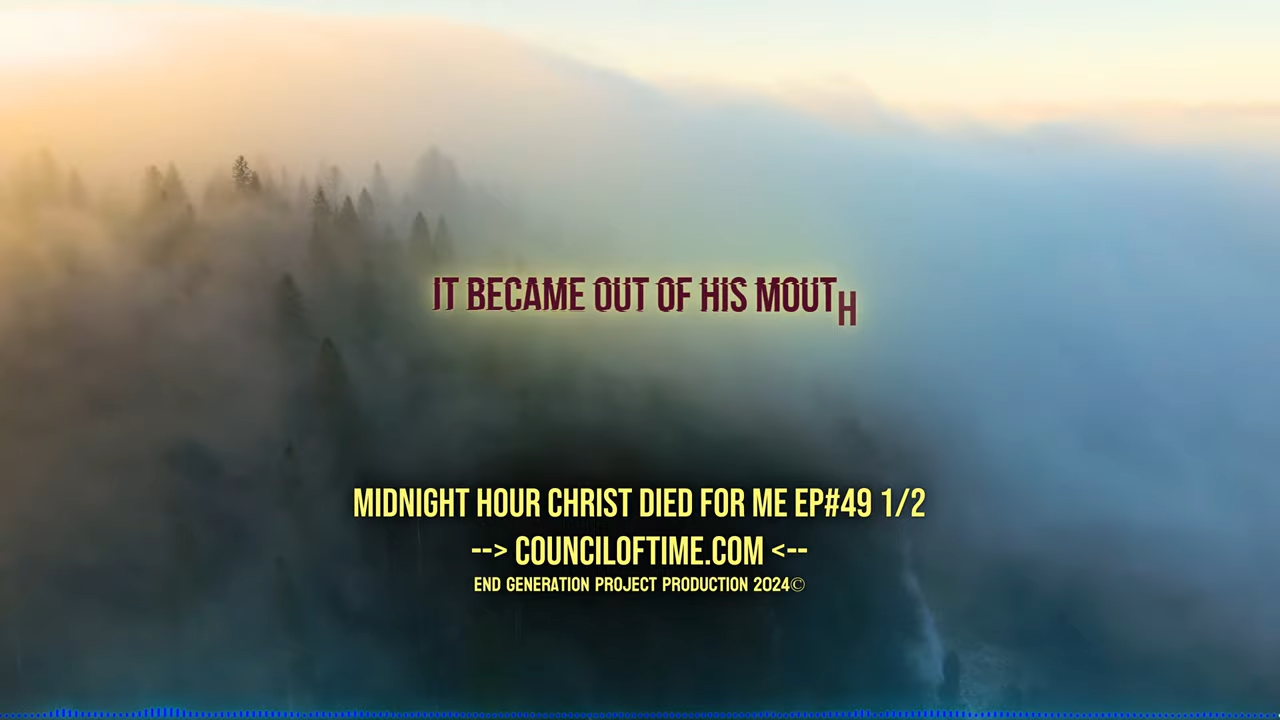 IT BECAME OUT OF HIS MOUTH
MIDNIGHT HOUR CHRIST DIED FOR ME EP#49 1/2
--> COUNCILOFTIME.COM <--
END GENERATION PROJECT PRODUCTION 2024©